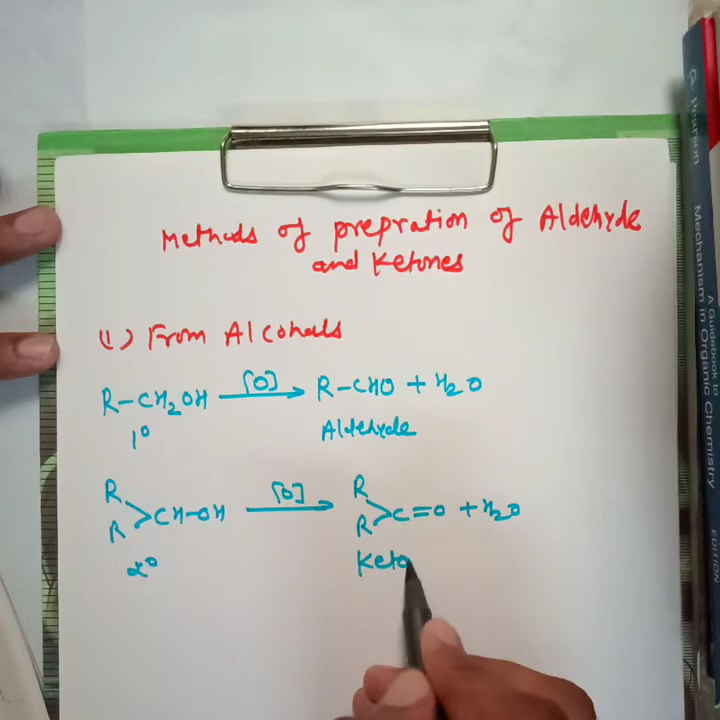 Methods of prepration of Aldehyde
and Ketones
(1) From Alcohals
R-CH2OH [O] → R-CHO + H2O
1° Aldehyde
R
R > CH-OH [O] → R
R > C=O + H2O
2° Keto
Pearson
A Guidebook to
Mechanism in Organic Chemistry
EDITION